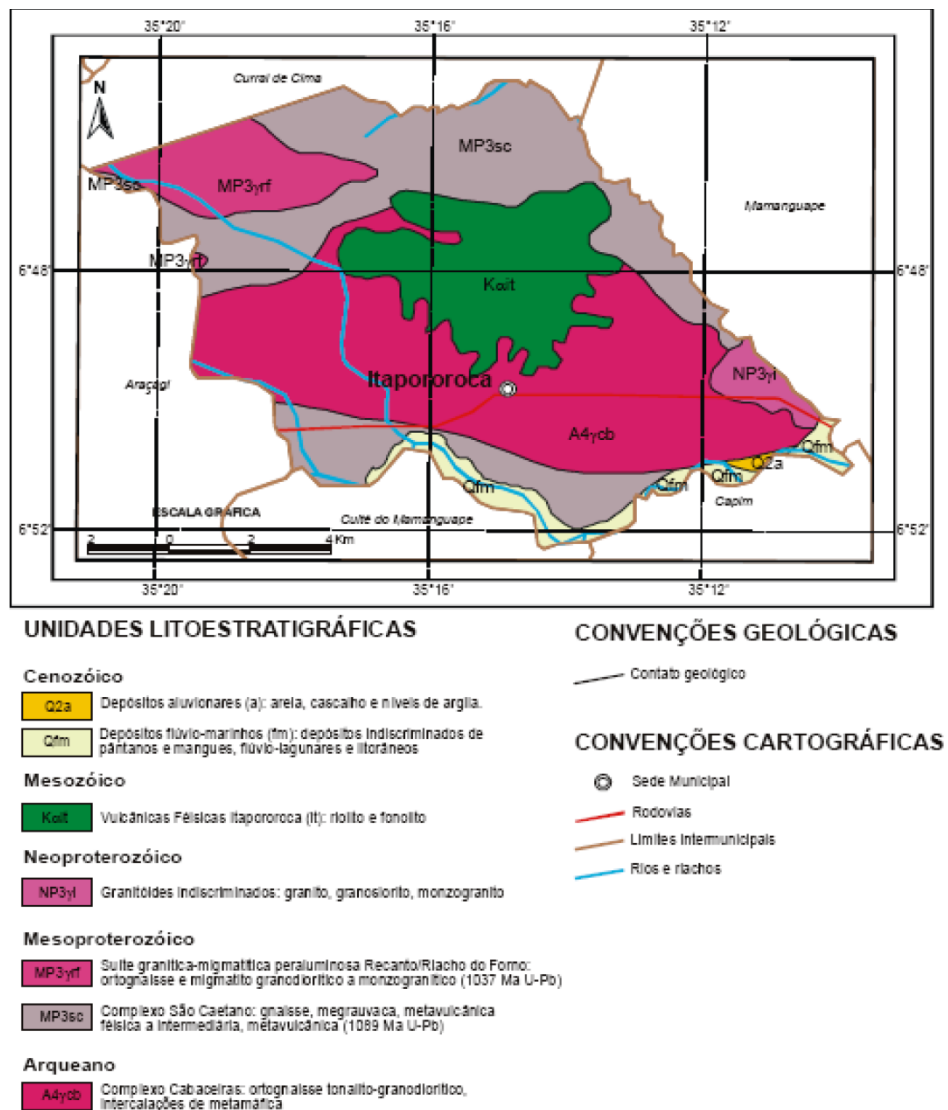 35°20'
35°16'
35°12'
Curral de Cima
N
MP3sc
MP3sc
MP3γrf
Mamanguape
MP3γrf
6°48'
6°48'
Kαit
Araçagi
Itapororoca
NP3γi
A4γcb
Qfm
Q2a
Qfm
Qfm
Qfm
Capim
ESCALA GRÁFICA
Cuité do Mamanguape
6°52'
6°52'
2 0 2 4 Km
35°20'
35°16'
35°12'
UNIDADES LITOESTRATIGRÁFICAS
Cenozóico
Q2a Depósitos aluvionares (a): areia, cascalho e níveis de argila.
Qfm Depósitos flúvio-marinhos (fm): depósitos indiscriminados de
pântanos e mangues, flúvio-lagunares e litorâneos
Mesozóico
Kαit Vulcânicas Félsicas Itapororoca (it): riolito e fonolito
Neoproterozóico
NP3γi Granitóides indiscriminados: granito, granodiorito, monzogranito
Mesoproterozóico
MP3γrf Suíte granítica-migmatítica peraluminosa Recanto/Riacho do Forno:
ortognaisse e migmatito granodiorítico a monzogranítico (1037 Ma U-Pb)
MP3sc Complexo São Caetano: gnaisse, megrauvaca, metavulcânica
félsica a intermediária, metavulcânica (1089 Ma U-Pb)
Arqueano
A4γcb Complexo Cabaceiras: ortognaisse tonalito-granodiorítico,
intercalações de metamáfica
CONVENÇÕES GEOLÓGICAS
Contato geológico
CONVENÇÕES CARTOGRÁFICAS
Sede Municipal
Rodovias
Limites Intermunicipais
Rios e riachos